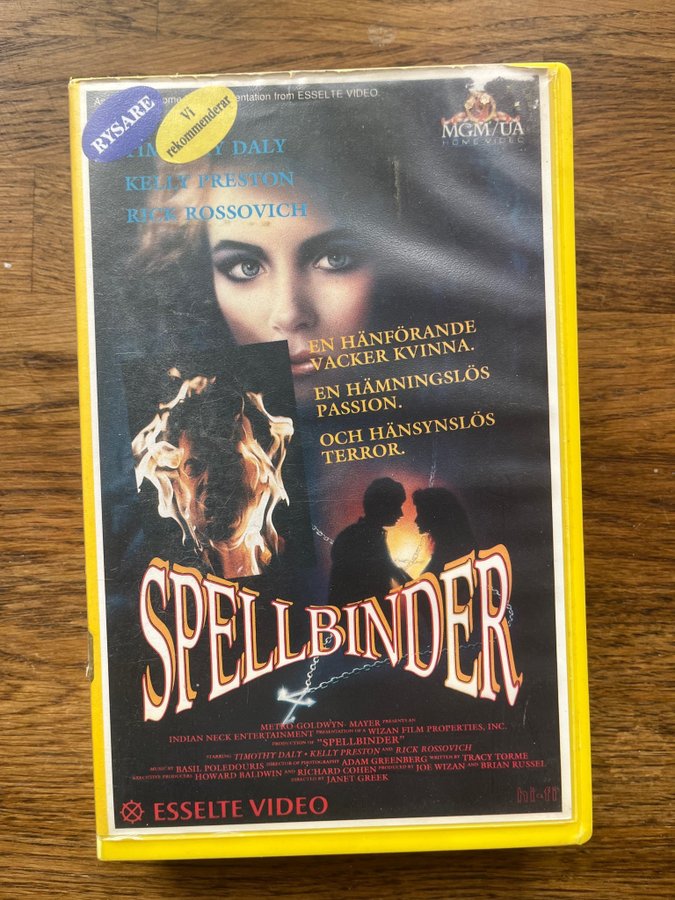 RYSARE
Vi
rekommenderar
entation from ESSELTE VIDEO.
MGM/UA
HOME VIDEO
DALY
KELLY PRESTON
RICK ROSSOVICH
EN HÄNFÖRANDE
VACKER KVINNA.
EN HÄMNINGSLÖS
PASSION.
OCH HÄNSYNSLÖS
TERROR.
SPELLBINDER
METRO-GOLDWYN-MAYER PRESENTS AN
INDIAN NECK ENTERTAINMENT PRESENTATION OF A WIZAN FILM PROPERTIES, INC.
PRODUCTION OF "SPELLBINDER"
STARRING TIMOTHY DALY • KELLY PRESTON AND RICK ROSSOVICH
MUSIC BY BASIL POLEDOURIS DIRECTOR OF PHOTOGRAPHY ADAM GREENBERG WRITTEN BY TRACY TORME
EXECUTIVE PRODUCERS HOWARD BALDWIN AND RICHARD COHEN PRODUCED BY JOE WIZAN AND BRIAN RUSSEL
DIRECTED BY JANET GREEK
ESSELTE VIDEO
hi-fi